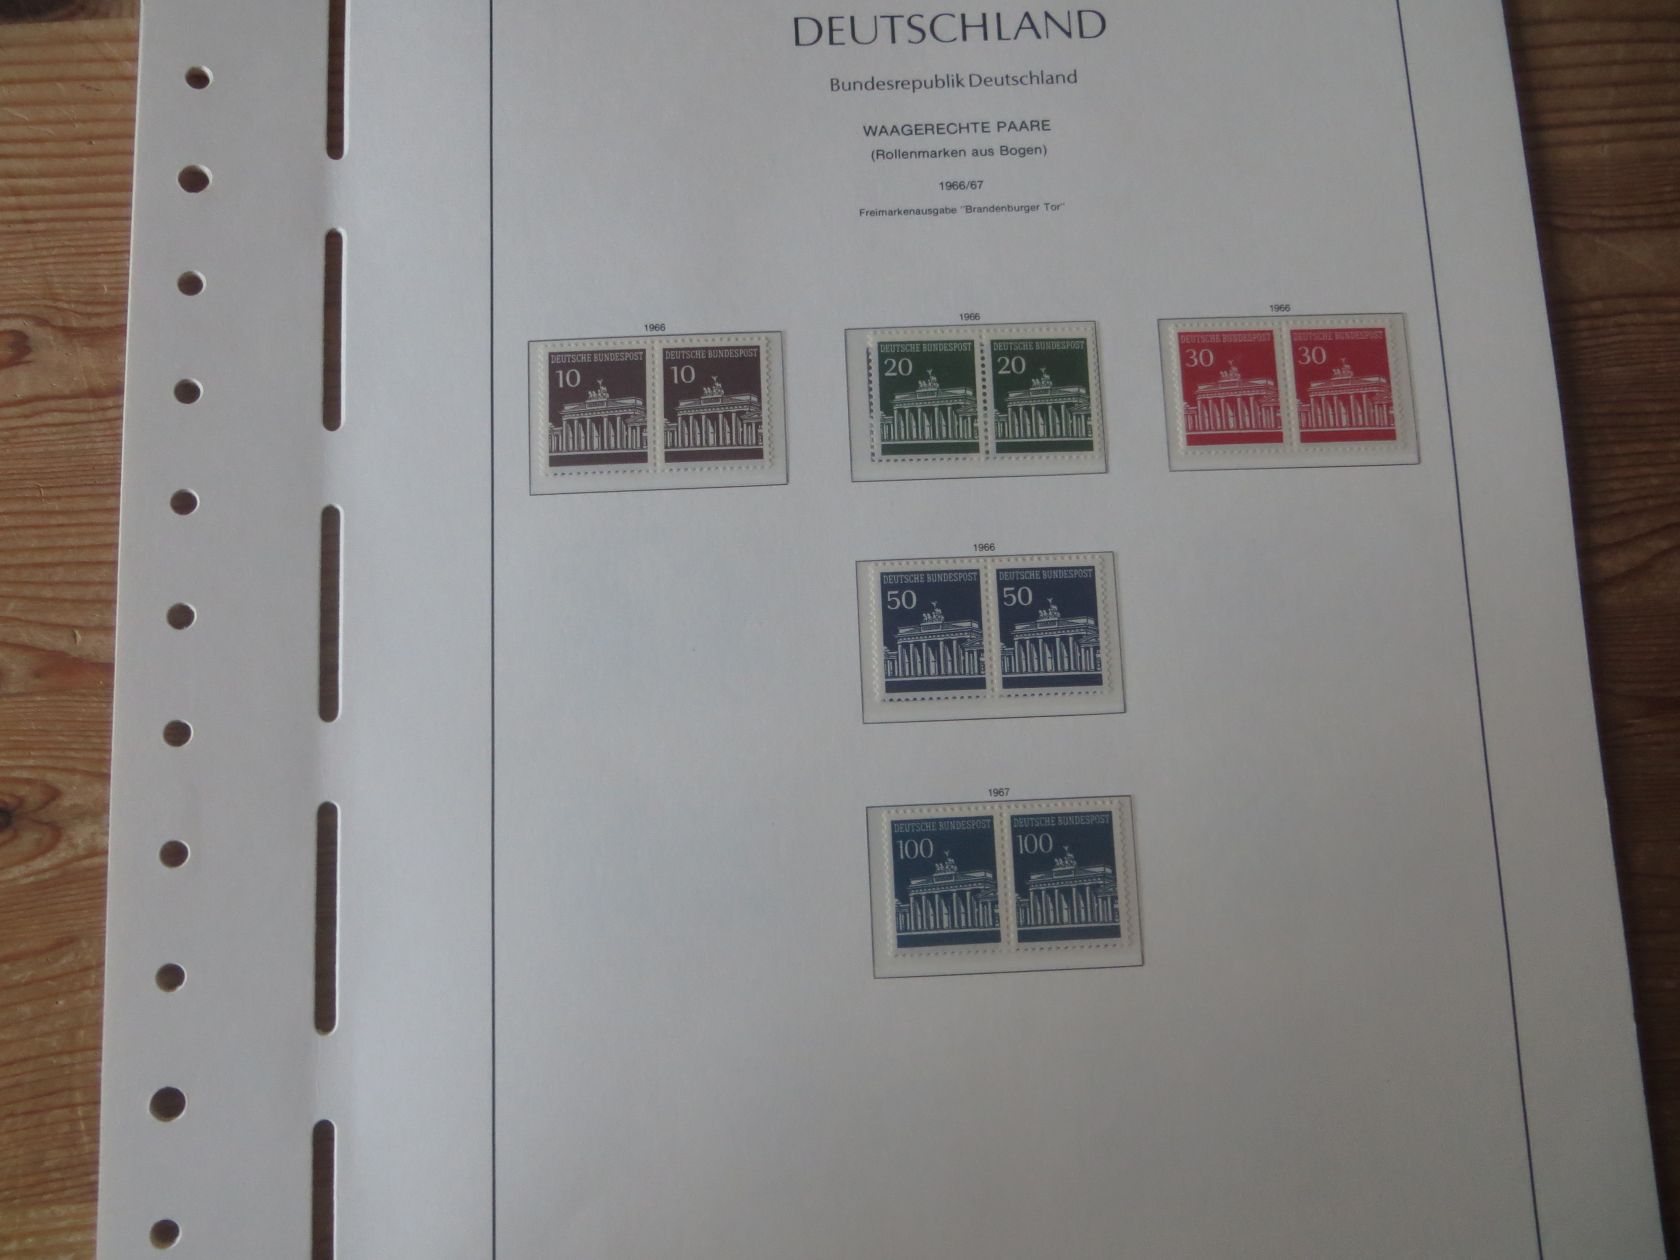 DEUTSCHLAND
Bundesrepublik Deutschland
WAAGERECHTE PAARE
(Rollenmarken aus Bogen)
1966/67
Freimarkenausgabe "Brandenburger Tor"
1966
DEUTSCHE BUNDESPOST
10
DEUTSCHE BUNDESPOST
10
1966
DEUTSCHE BUNDESPOST
20
DEUTSCHE BUNDESPOST
20
1966
DEUTSCHE BUNDESPOST
30
DEUTSCHE BUNDESPOST
30
1966
DEUTSCHE BUNDESPOST
50
DEUTSCHE BUNDESPOST
50
1967
DEUTSCHE BUNDESPOST
100
DEUTSCHE BUNDESPOST
100